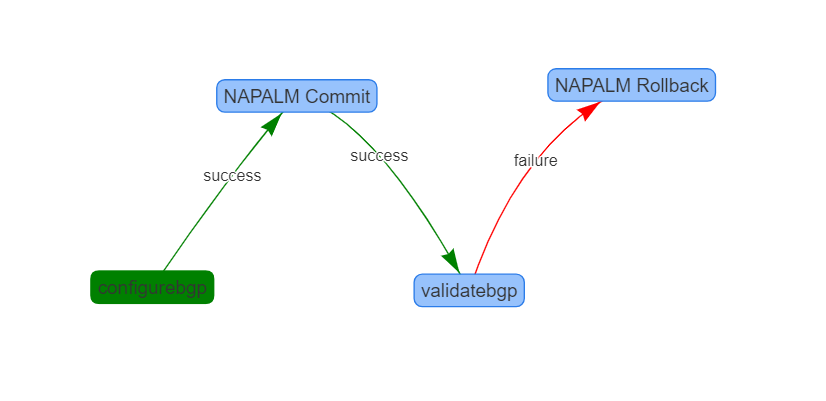 NAPALM Commit
NAPALM Rollback
success
success
failure
configurebgp
validatebgp